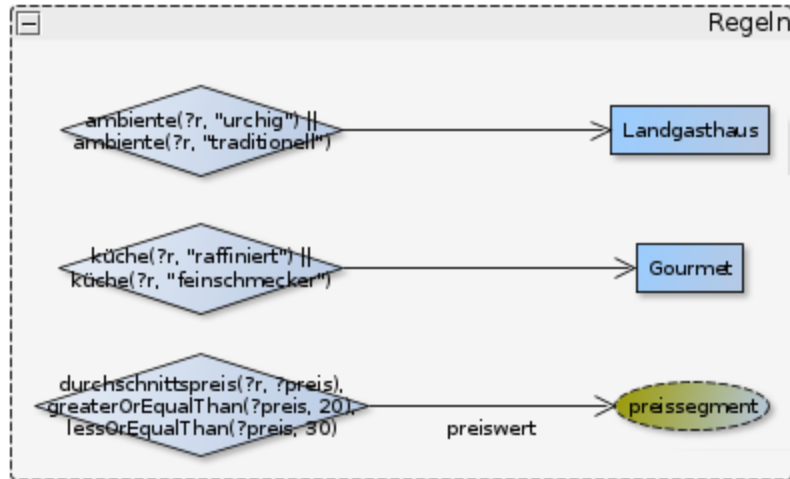 Regeln
ambiente(?r, "urchig") ||
ambiente(?r, "traditionell")
Landgasthaus
küche(?r, "raffiniert") ||
küche(?r, "feinschmecker")
Gourmet
durchschnittspreis(?r, ?preis),
greaterOrEqualThan(?preis, 20),
lessOrEqualThan(?preis, 30)
preiswert
preissegment